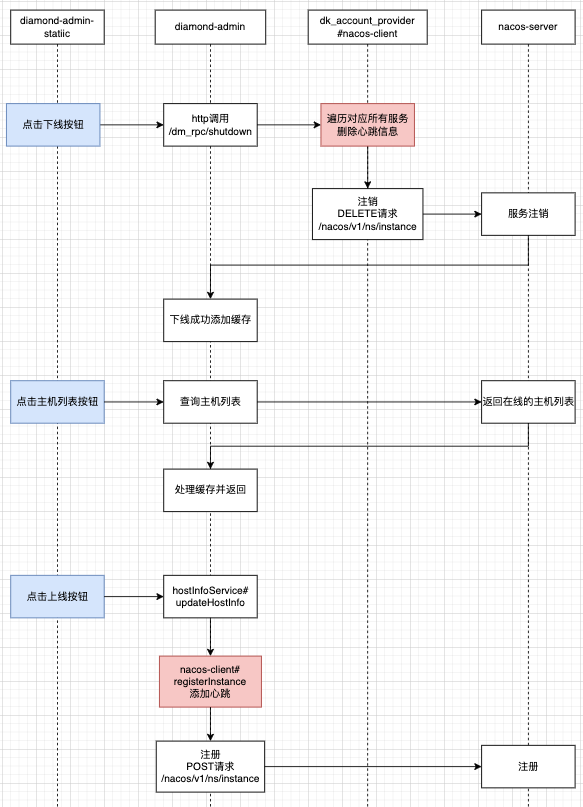 diamond-admin-
statiic
diamond-admin
dk_account_provider
#nacos-client
nacos-server
点击下线按钮
http调用
/dm_rpc/shutdown
遍历对应所有服务
删除心跳信息
注销
DELETE请求
/nacos/v1/ns/instance
服务注销
下线成功添加缓存
点击主机列表按钮
查询主机列表
返回在线的主机列表
处理缓存并返回
点击上线按钮
hostInfoService#
updateHostInfo
nacos-client#
registerInstance
添加心跳
注册
POST请求
/nacos/v1/ns/instance
注册